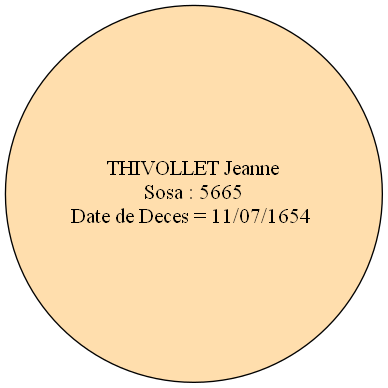 THIVOLLET Jeanne
Sosa : 5665
Date de Deces = 11/07/1654